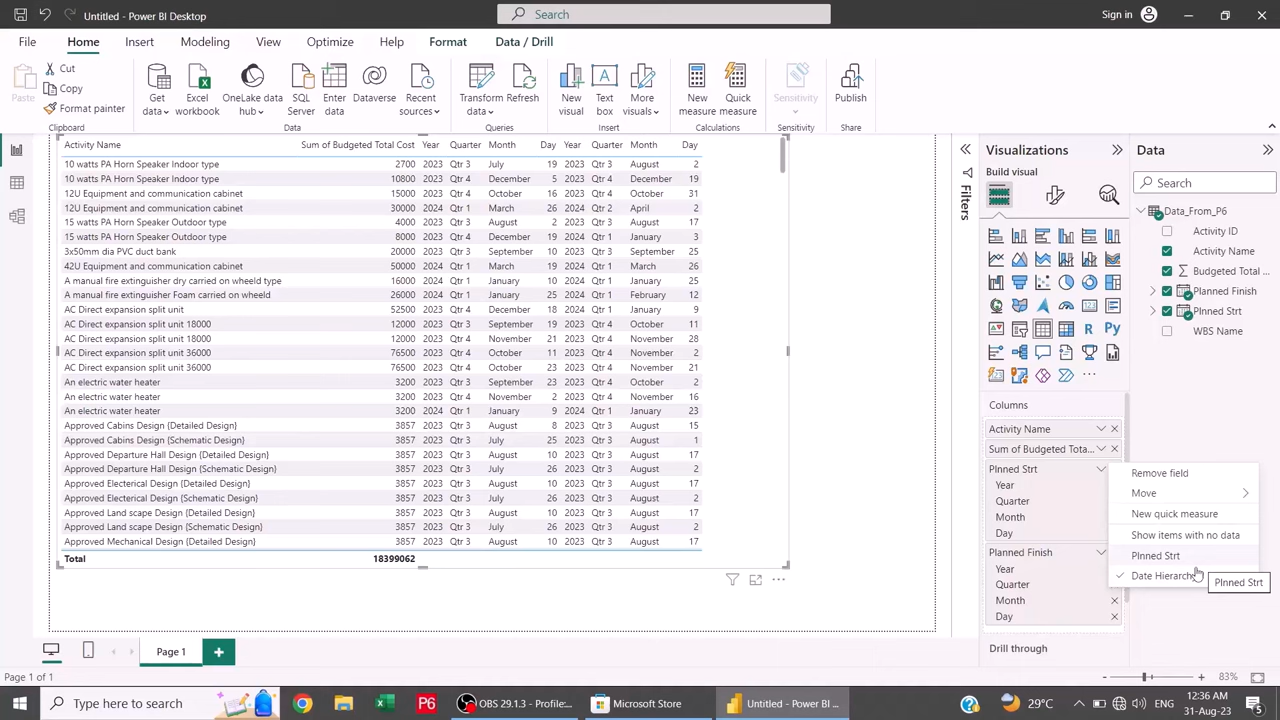 Untitled - Power BI Desktop
Search
Sign in
File Home Insert Modeling View Optimize Help Format Data / Drill
Paste
Cut
Copy
Format painter
Clipboard
Get data
Excel workbook
OneLake data hub
SQL Server
Enter data
Dataverse
Recent sources
Data
Transform data
Refresh
Queries
New visual
Text box
More visuals
Insert
New measure
Quick measure
Calculations
Sensitivity
Sensitivity
Publish
Share
Activity Name Sum of Budgeted Total Cost Year Quarter Month Day Year Quarter Month Day
10 watts PA Horn Speaker Indoor type 2700 2023 Qtr 3 July 19 2023 Qtr 3 August 2
10 watts PA Horn Speaker Indoor type 10800 2023 Qtr 4 December 5 2023 Qtr 4 December 19
12U Equipment and communication cabinet 15000 2023 Qtr 4 October 16 2023 Qtr 4 October 31
12U Equipment and communication cabinet 30000 2024 Qtr 1 March 26 2024 Qtr 2 April 2
15 watts PA Horn Speaker Outdoor type 4000 2023 Qtr 3 August 2 2023 Qtr 3 August 17
15 watts PA Horn Speaker Outdoor type 8000 2023 Qtr 4 December 19 2024 Qtr 1 January 3
3x50mm dia PVC duct bank 20000 2023 Qtr 3 September 10 2023 Qtr 3 September 25
42U Equipment and communication cabinet 50000 2024 Qtr 1 March 19 2024 Qtr 1 March 26
A manual fire extinguisher dry carried on wheeld type 16000 2024 Qtr 1 January 10 2024 Qtr 1 January 25
A manual fire extinguisher Foam carried on wheeld 26000 2024 Qtr 1 January 25 2024 Qtr 1 February 12
AC Direct expansion split unit 52500 2023 Qtr 4 December 18 2024 Qtr 1 January 9
AC Direct expansion split unit 18000 12000 2023 Qtr 3 September 19 2023 Qtr 4 October 11
AC Direct expansion split unit 18000 12000 2023 Qtr 4 November 21 2023 Qtr 4 November 28
AC Direct expansion split unit 36000 76500 2023 Qtr 4 October 11 2023 Qtr 4 November 2
AC Direct expansion split unit 36000 76500 2023 Qtr 4 October 23 2023 Qtr 4 November 21
An electric water heater 3200 2023 Qtr 3 September 23 2023 Qtr 4 October 2
An electric water heater 3200 2023 Qtr 4 November 2 2023 Qtr 4 November 16
An electric water heater 3200 2024 Qtr 1 January 9 2024 Qtr 1 January 23
Approved Cabins Design {Detailed Design} 3857 2023 Qtr 3 August 8 2023 Qtr 3 August 15
Approved Cabins Design {Schematic Design} 3857 2023 Qtr 3 July 25 2023 Qtr 3 August 1
Approved Departure Hall Design {Detailed Design} 3857 2023 Qtr 3 August 10 2023 Qtr 3 August 17
Approved Departure Hall Design {Schematic Design} 3857 2023 Qtr 3 July 26 2023 Qtr 3 August 2
Approved Electerical Design {Detailed Design} 3857 2023 Qtr 3 August 10 2023 Qtr 3 August 17
Approved Electerical Design {Schematic Design} 3857 2023 Qtr 3 July 26 2023 Qtr 3 August 2
Approved Land scape Design {Detailed Design} 3857 2023 Qtr 3 August 10 2023 Qtr 3 August 17
Approved Land scape Design {Schematic Design} 3857 2023 Qtr 3 July 26 2023 Qtr 3 August 2
Approved Mechanical Design {Detailed Design} 3857 2023 Qtr 3 August 10 2023 Qtr 3 August 17
Total 18399062
Filters
Visualizations
Build visual
123
R
Py
Columns
Activity Name
Sum of Budgeted Tota...
Plnned Strt
Year
Quarter
Month
Day
Planned Finish
Year
Quarter
Month
Day
Drill through
Remove field
Move
New quick measure
Show items with no data
Plnned Strt
Date Hierarch
Plnned Strt
Data
Search
Data_From_P6
Activity ID
Activity Name
Σ Budgeted Total ...
Planned Finish
Plnned Strt
WBS Name
Page 1
Page 1 of 1
- + 83%
Type here to search
P6
OBS 29.1.3 - Profile:...
Microsoft Store
Untitled - Power BI ...
29°C
12:36 AM
31-Aug-23